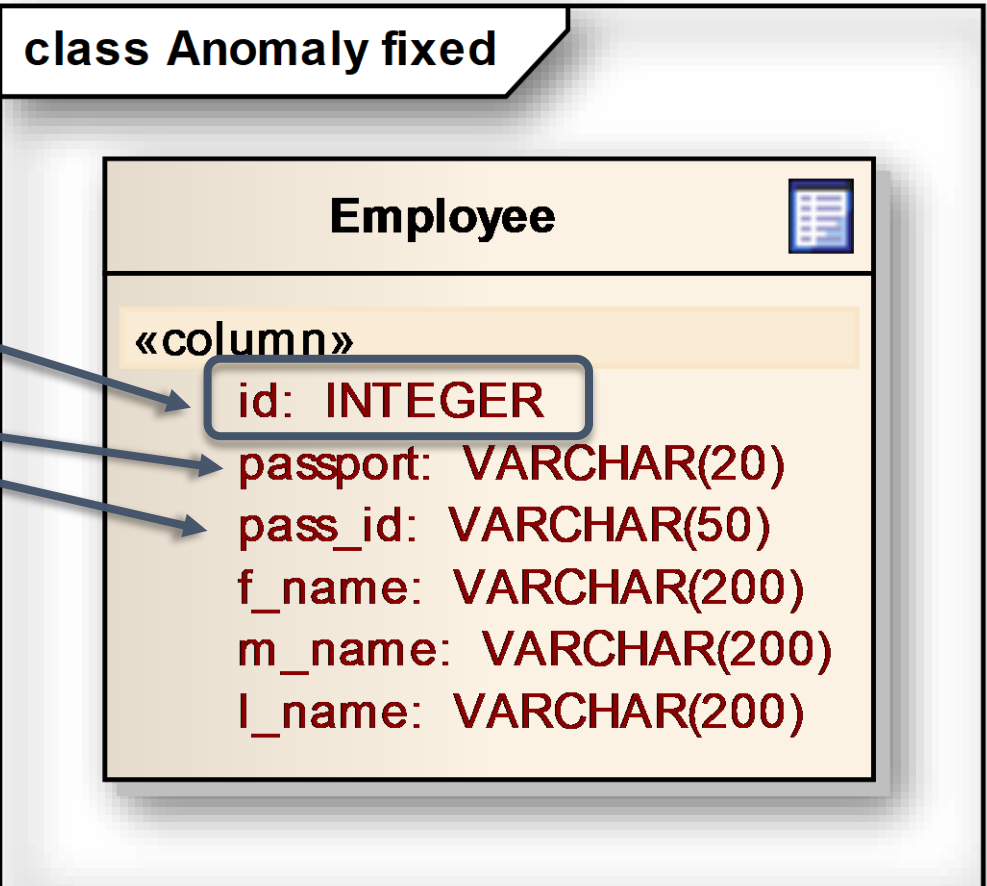 class Anomaly fixed
Employee
«column»
id: INTEGER
passport: VARCHAR(20)
pass_id: VARCHAR(50)
f_name: VARCHAR(200)
m_name: VARCHAR(200)
l_name: VARCHAR(200)